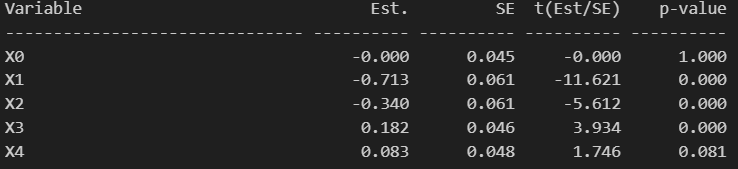 Variable                           Est.         SE t(Est/SE)    p-value
------------------------------- ---------- ---------- ---------- ----------
X0                               -0.000      0.045     -0.000      1.000
X1                               -0.713      0.061    -11.621      0.000
X2                               -0.340      0.061     -5.612      0.000
X3                                0.182      0.046      3.934      0.000
X4                                0.083      0.048      1.746      0.081